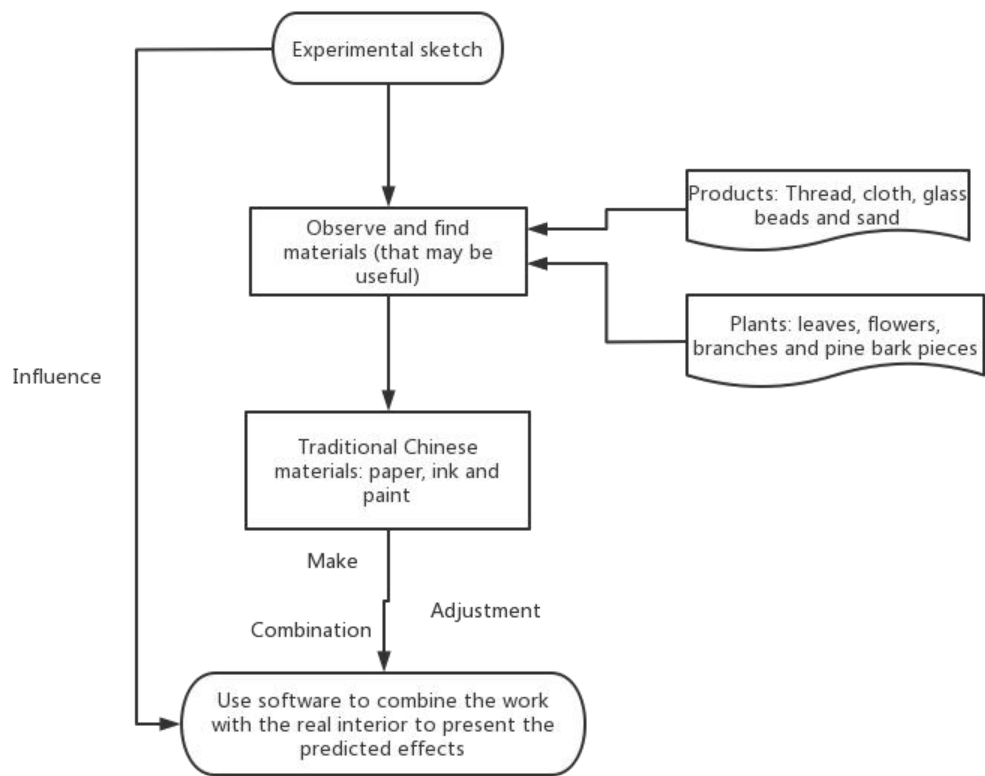 Experimental sketch
Products: Thread, cloth, glass
beads and sand
Observe and find
materials (that may be
useful)
Plants: leaves, flowers,
branches and pine bark pieces
Influence
Traditional Chinese
materials: paper, ink and
paint
Make
Adjustment
Combination
Use software to combine the work
with the real interior to present the
predicted effects